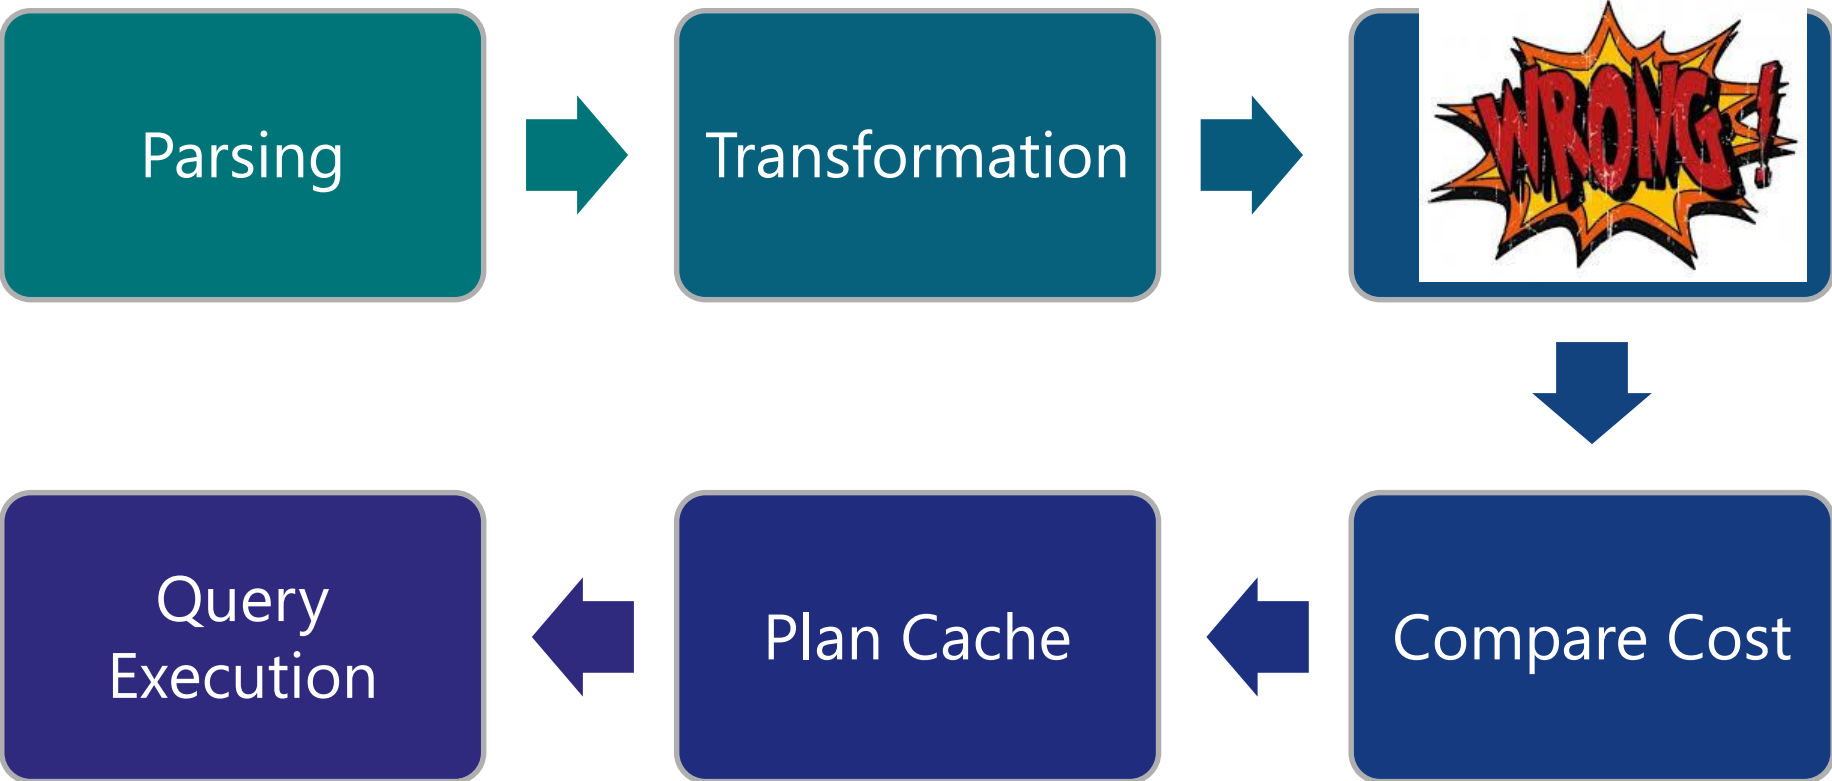 Parsing
Transformation
WRONG!
Compare Cost
Plan Cache
Query
Execution